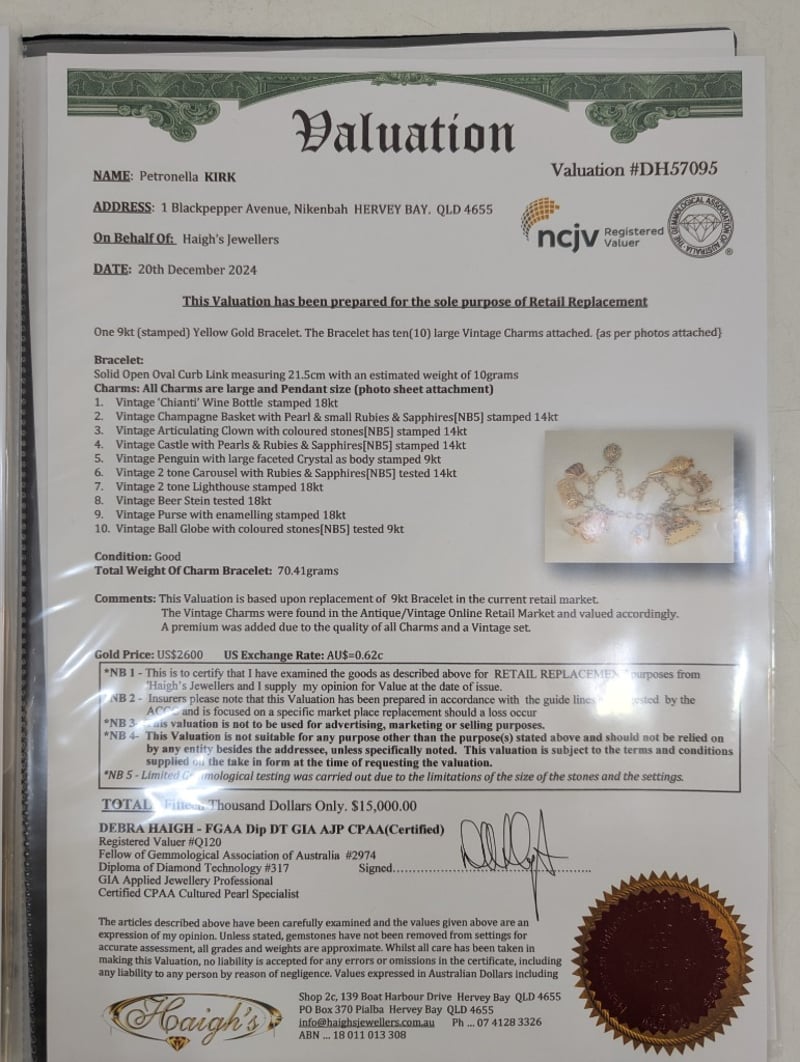 Valuation
Valuation #DH57095
NAME: Petronella KIRK
ADDRESS: 1 Blackpepper Avenue, Nikenbah HERVEY BAY. QLD 4655
ncjv Registered Valuer
THE GEMMOLOGICAL ASSOCIATION OF AUSTRALIA
On Behalf Of: Haigh's Jewellers
DATE: 20th December 2024
This Valuation has been prepared for the sole purpose of Retail Replacement
One 9kt (stamped) Yellow Gold Bracelet. The Bracelet has ten(10) large Vintage Charms attached. {as per photos attached}
Bracelet:
Solid Open Oval Curb Link measuring 21.5cm with an estimated weight of 10grams
Charms: All Charms are large and Pendant size (photo sheet attachment)
1. Vintage 'Chianti' Wine Bottle stamped 18kt
2. Vintage Champagne Basket with Pearl & small Rubies & Sapphires[NB5] stamped 14kt
3. Vintage Articulating Clown with coloured stones[NB5] stamped 14kt
4. Vintage Castle with Pearls & Rubies & Sapphires[NB5] stamped 14kt
5. Vintage Penguin with large faceted Crystal as body stamped 9kt
6. Vintage 2 tone Carousel with Rubies & Sapphires[NB5] tested 14kt
7. Vintage 2 tone Lighthouse stamped 18kt
8. Vintage Beer Stein tested 18kt
9. Vintage Purse with enamelling stamped 18kt
10. Vintage Ball Globe with coloured stones[NB5] tested 9kt
Condition: Good
Total Weight Of Charm Bracelet: 70.41grams
Comments: This Valuation is based upon replacement of 9kt Bracelet in the current retail market.
The Vintage Charms were found in the Antique/Vintage Online Retail Market and valued accordingly.
A premium was added due to the quality of all Charms and a Vintage set.
Gold Price: US$2600 US Exchange Rate: AU$=0.62c
*NB 1 - This is to certify that I have examined the goods as described above for RETAIL REPLACEMENT purposes from
'Haigh's Jewellers and I supply my opinion for Value at the date of issue.
*NB 2 - Insurers please note that this Valuation has been prepared in accordance with the guide lines by the
and is focused on a specific market place replacement should a loss occur
*NB 3- This valuation is not to be used for advertising, marketing or selling purposes.
*NB 4- This Valuation is not suitable for any purpose other than the purpose(s) stated above and should not be relied on
by any entity besides the addressee, unless specifically noted. This valuation is subject to the terms and conditions
supplied on the take in form at the time of requesting the valuation.
*NB 5 - Limited Gemmological testing was carried out due to the limitations of the size of the stones and the settings.
TOTAL Fifteen Thousand Dollars Only. $15,000.00
DEBRA HAIGH - FGAA Dip DT GIA AJP CPAA(Certified)
Registered Valuer #Q120
Fellow of Gemmological Association of Australia #2974
Diploma of Diamond Technology #317 Signed
GIA Applied Jewellery Professional
Certified CPAA Cultured Pearl Specialist
The articles described above have been carefully examined and the values given above are an
expression of my opinion. Unless stated, gemstones have not been removed from settings for
accurate assessment, all grades and weights are approximate. Whilst all care has been taken in
making this Valuation, no liability is accepted for any errors or omissions in the certificate, including
any liability to any person by reason of negligence. Values expressed in Australian Dollars including
Haigh's
Shop 2c, 139 Boat Harbour Drive Hervey Bay QLD 4655
PO Box 370 Pialba Hervey Bay QLD 4655
info@haighsjewellers.com.au Ph ... 07 4128 3326
ABN ... 18 011 013 308